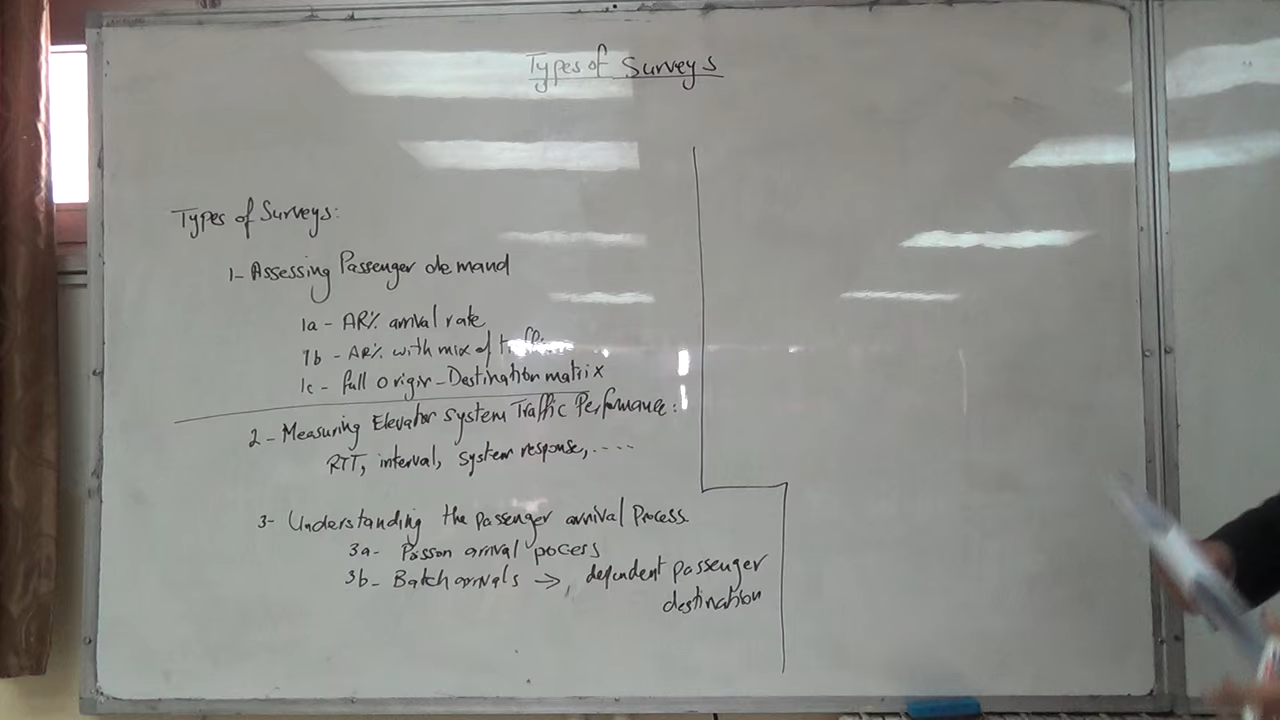 Types of Surveys
Types of Surveys:
1- Assessing Passenger demand
1a - AR% arrival rate
1b - AR% with mix of traffic
1c - full origin-Destination matrix
2- Measuring Elevator System Traffic Performance:
RTT, interval, system response, ....
3- Understanding the passenger arrival Process
3a- Poisson arrival pocess
3b- Batch arrivals → dependent passenger
destination